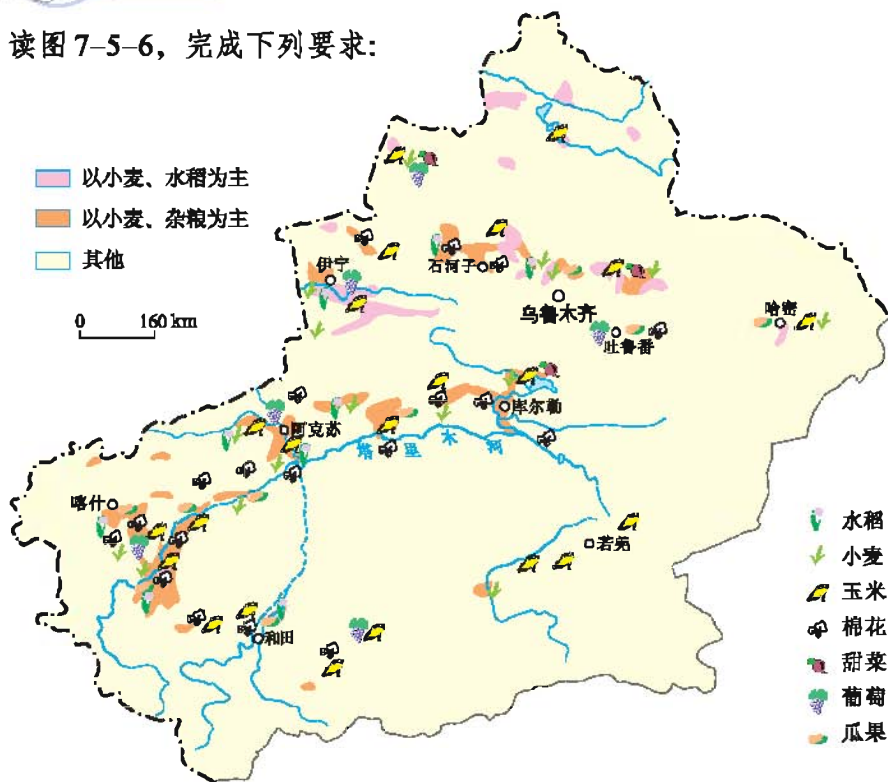 读图7-5-6，完成下列要求:
以小麦、水稻为主
以小麦、杂粮为主
其他
0 160 km
伊宁
石河子
乌鲁木齐
吐鲁番
哈密
库尔勒
阿克苏
塔里木河
喀什
若羌
和田
水稻
小麦
玉米
棉花
甜菜
葡萄
瓜果